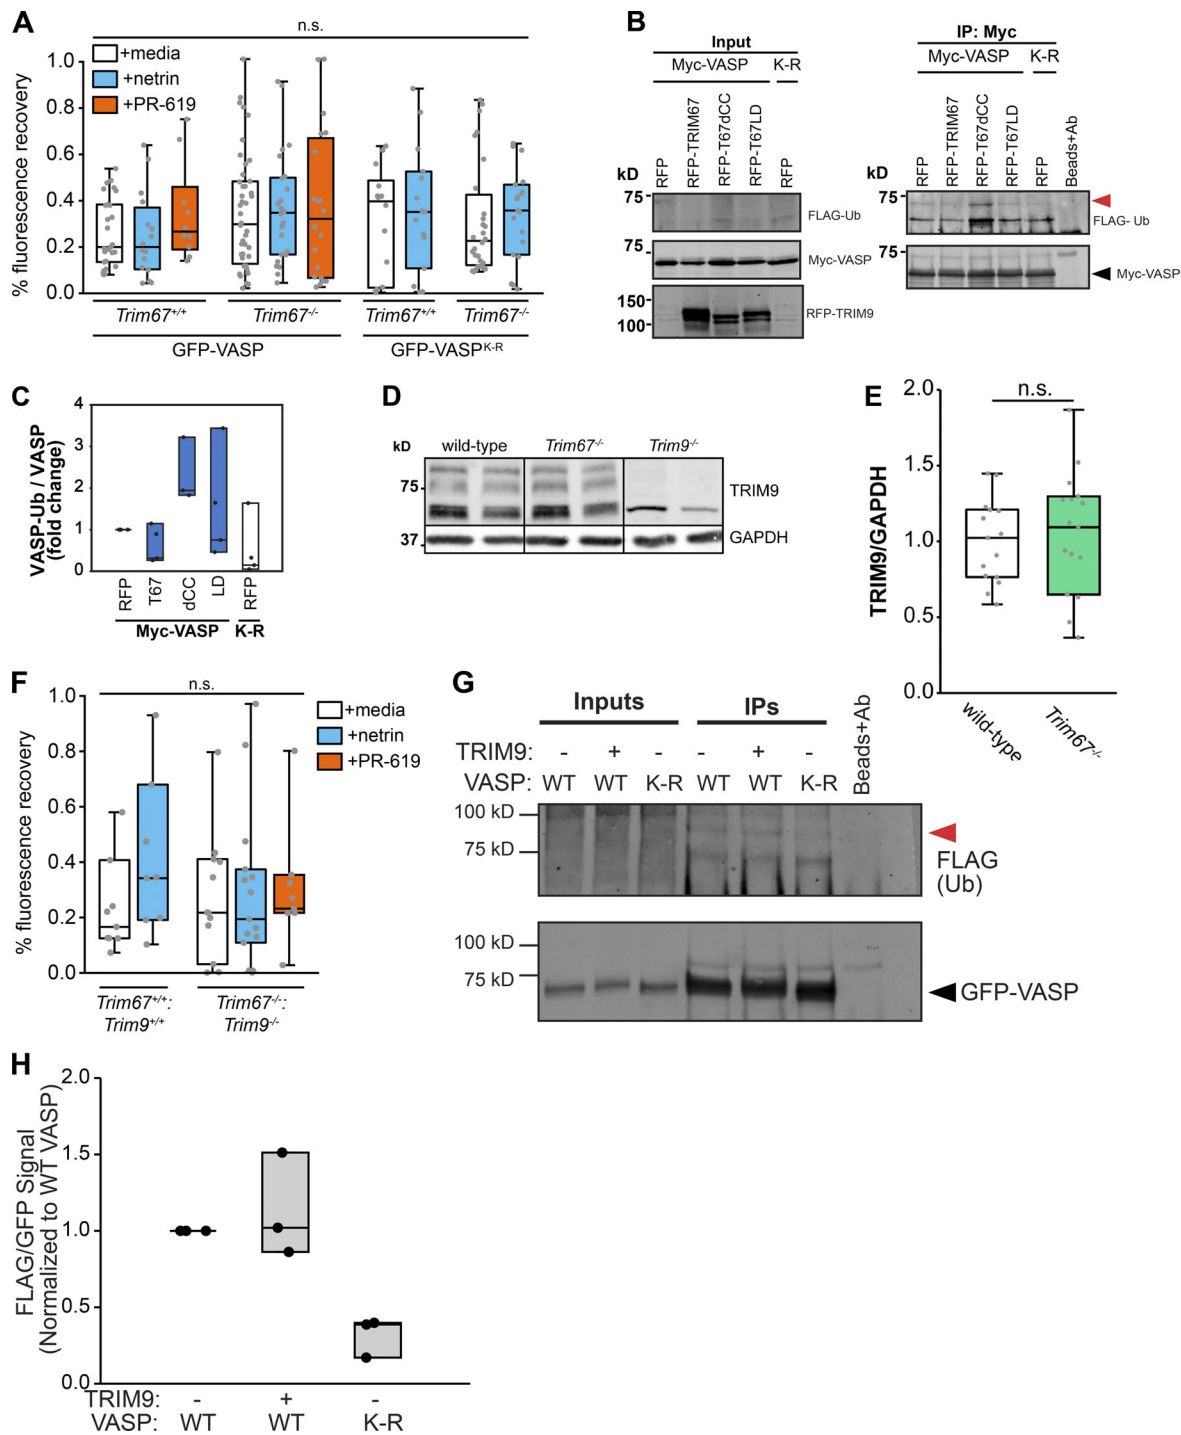 A
n.s.
+media
+netrin
+PR-619
% fluorescence recovery
1.0
0.8
0.6
0.4
0.2
0.0
Trim67+/+ Trim67-/- Trim67+/+ Trim67-/-
GFP-VASP GFP-VASPK-R
B
Input
Myc-VASP K-R
RFP RFP-TRIM67 RFP-T67dCC RFP-T67LD RFP
kD
75
FLAG-Ub
75
Myc-VASP
150
100
RFP-TRIM9
IP: Myc
Myc-VASP K-R
RFP RFP-TRIM67 RFP-T67dCC RFP-T67LD RFP Beads+Ab
kD
75
FLAG- Ub
75
Myc-VASP
C
VASP-Ub / VASP
(fold change)
4
3
2
1
0
RFP T67 dCC LD RFP
Myc-VASP K-R
D
kD wild-type Trim67-/- Trim9-/-
75
TRIM9
37
GAPDH
E
n.s.
TRIM9/GAPDH
2.0
1.5
1.0
0.5
0.0
wild-type Trim67-/-
F
n.s.
+media
+netrin
+PR-619
% fluorescence recovery
1.0
0.8
0.6
0.4
0.2
0.0
Trim67+/+: Trim67-/-:
Trim9+/+ Trim9-/-
G
Inputs IPs
Beads+Ab
TRIM9: - + - - + -
VASP: WT WT K-R WT WT K-R
100 kD
75 kD
FLAG
(Ub)
100 kD
75 kD
GFP-VASP
H
FLAG/GFP Signal
(Normalized to WT VASP)
2.0
1.5
1.0
0.5
0.0
TRIM9: - + -
VASP: WT WT K-R